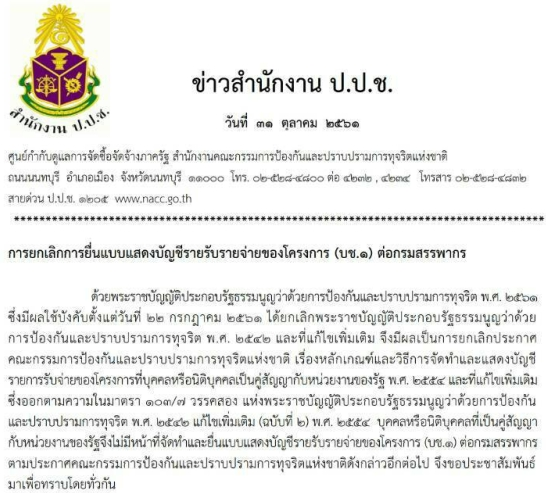 สำนักงาน ป.ป.ช.
ข่าวสำนักงาน ป.ป.ช.
วันที่ ๓๑ ตุลาคม ๒๕๖๑
ศูนย์กำกับดูแลการจัดซื้อจัดจ้างภาครัฐ สำนักงานคณะกรรมการป้องกันและปราบปรามการทุจริตแห่งชาติ
ถนนนนทบุรี อำเภอเมือง จังหวัดนนทบุรี ๑๑๐๐๐ โทร. ๐๒-๕๒๘-๔๘๐๐ ต่อ ๔๒๓๒ , ๔๒๓๔ โทรสาร ๐๒-๕๒๘-๔๘๓๒
สายด่วน ป.ป.ช. ๑๒๐๕ www.nacc.go.th
การยกเลิกการยื่นแบบแสดงบัญชีรายรับรายจ่ายของโครงการ (บช.๑) ต่อกรมสรรพากร
ด้วยพระราชบัญญัติประกอบรัฐธรรมนูญว่าด้วยการป้องกันและปราบปรามการทุจริต พ.ศ. ๒๕๖๑
ซึ่งมีผลใช้บังคับตั้งแต่วันที่ ๒๒ กรกฎาคม ๒๕๖๑ ได้ยกเลิกพระราชบัญญัติประกอบรัฐธรรมนูญว่าด้วย
การป้องกันและปราบปรามการทุจริต พ.ศ. ๒๕๔๒ และที่แก้ไขเพิ่มเติม จึงมีผลเป็นการยกเลิกประกาศ
คณะกรรมการป้องกันและปราบปรามการทุจริตแห่งชาติ เรื่องหลักเกณฑ์และวิธีการจัดทำและแสดงบัญชี
รายการรับจ่ายของโครงการที่บุคคลหรือนิติบุคคลเป็นคู่สัญญากับหน่วยงานของรัฐ พ.ศ. ๒๕๕๔ และที่แก้ไขเพิ่มเติม
ซึ่งออกตามความในมาตรา ๑๐๓/๗ วรรคสอง แห่งพระราชบัญญัติประกอบรัฐธรรมนูญว่าด้วยการป้องกัน
และปราบปรามการทุจริต พ.ศ. ๒๕๔๒ แก้ไขเพิ่มเติม (ฉบับที่ ๒) พ.ศ. ๒๕๕๔ บุคคลหรือนิติบุคคลที่เป็นคู่สัญญา
กับหน่วยงานของรัฐจึงไม่มีหน้าที่จัดทำและยื่นแบบแสดงบัญชีรายรับรายจ่ายของโครงการ (บช.๑) ต่อกรมสรรพากร
ตามประกาศคณะกรรมการป้องกันและปราบปรามการทุจริตแห่งชาติดังกล่าวอีกต่อไป จึงขอประชาสัมพันธ์
มาเพื่อทราบโดยทั่วกัน